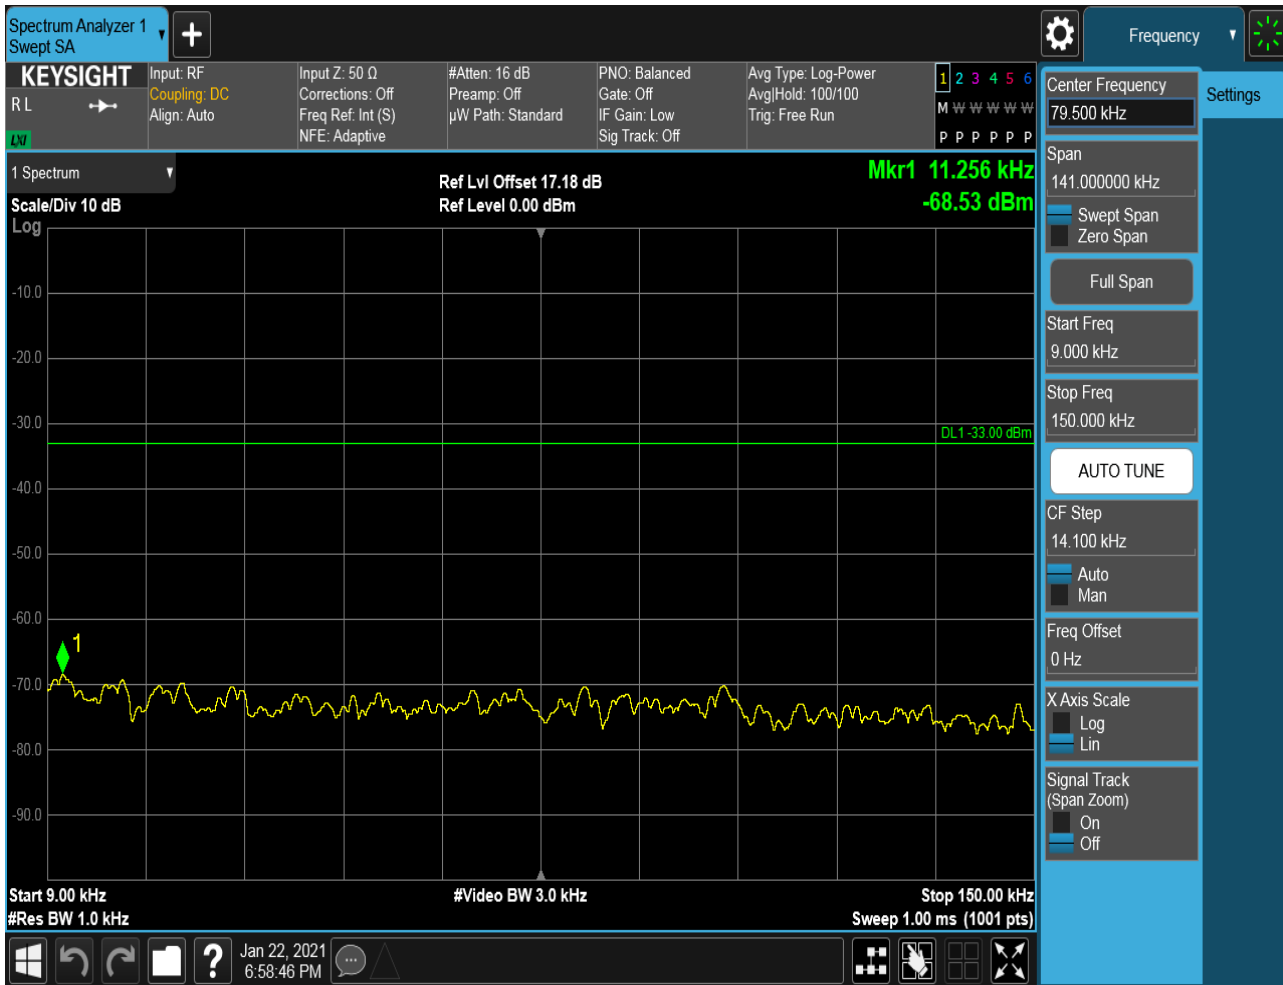 Spectrum Analyzer 1
Swept SA
+
Frequency
KEYSIGHT
R L
LXI
Input: RF
Coupling: DC
Align: Auto
Input Z: 50 Ω
Corrections: Off
Freq Ref: Int (S)
NFE: Adaptive
#Atten: 16 dB
Preamp: Off
µW Path: Standard
PNO: Balanced
Gate: Off
IF Gain: Low
Sig Track: Off
Avg Type: Log-Power
Avg|Hold: 100/100
Trig: Free Run
1 2 3 4 5 6
M W W W W W
P P P P P P
1 Spectrum
Scale/Div 10 dB
Log
Ref Lvl Offset 17.18 dB
Ref Level 0.00 dBm
Mkr1 11.256 kHz
-68.53 dBm
-10.0
-20.0
-30.0
DL1 -33.00 dBm
-40.0
-50.0
-60.0
1
-70.0
-80.0
-90.0
Start 9.00 kHz
#Res BW 1.0 kHz
#Video BW 3.0 kHz
Stop 150.00 kHz
Sweep 1.00 ms (1001 pts)
?
Jan 22, 2021
6:58:46 PM
Center Frequency
79.500 kHz
Settings
Span
141.000000 kHz
Swept Span
Zero Span
Full Span
Start Freq
9.000 kHz
Stop Freq
150.000 kHz
AUTO TUNE
CF Step
14.100 kHz
Auto
Man
Freq Offset
0 Hz
X Axis Scale
Log
Lin
Signal Track
(Span Zoom)
On
Off